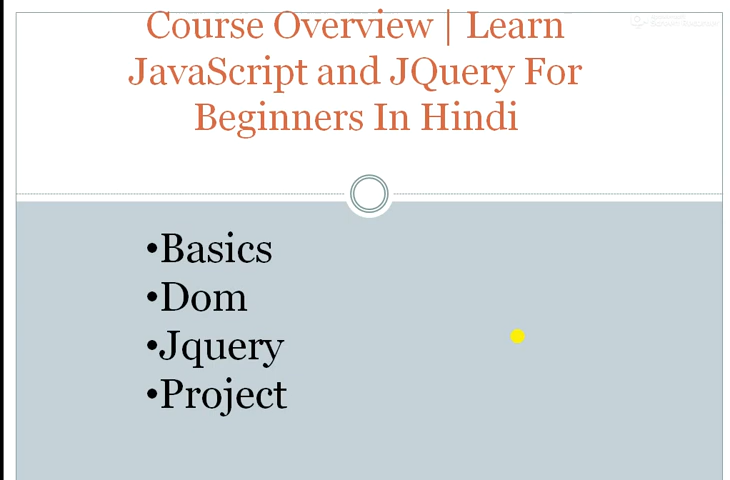 Course Overview | Learn
JavaScript and JQuery For
Beginners In Hindi
•Basics
•Dom
•Jquery
•Project